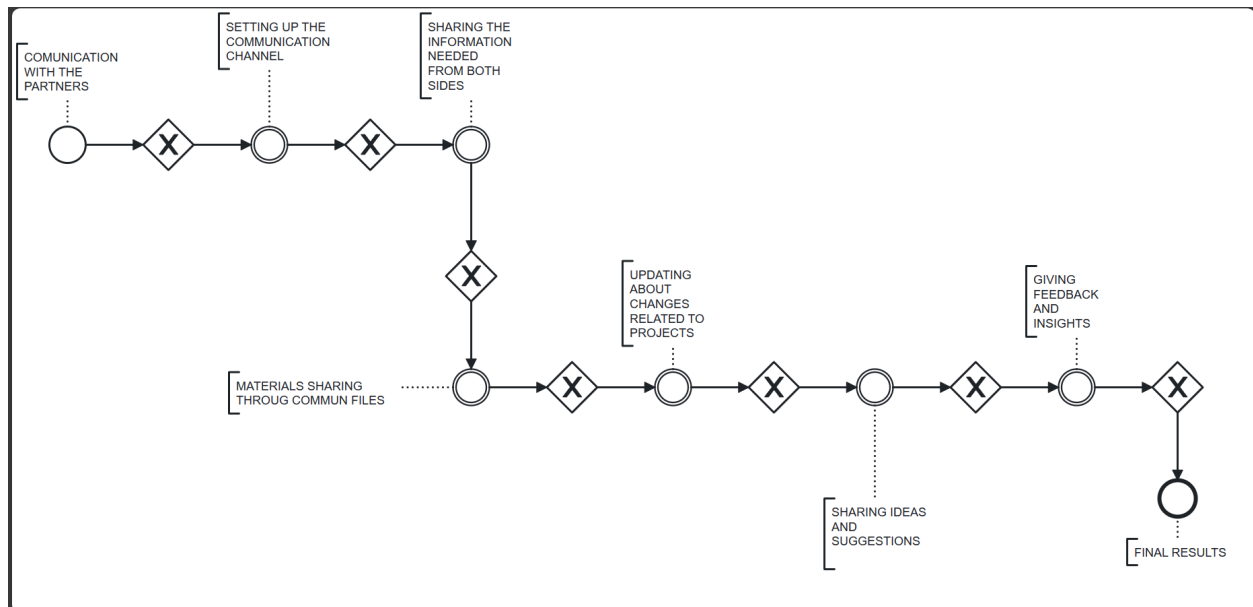 COMUNICATION
WITH THE
PARTNERS
SETTING UP THE
COMMUNICATION
CHANNEL
SHARING THE
INFORMATION
NEEDED
FROM BOTH
SIDES
MATERIALS SHARING
THROUG COMMUN FILES
UPDATING
ABOUT
CHANGES
RELATED TO
PROJECTS
SHARING IDEAS
AND
SUGGESTIONS
GIVING
FEEDBACK
AND
INSIGHTS
FINAL RESULTS